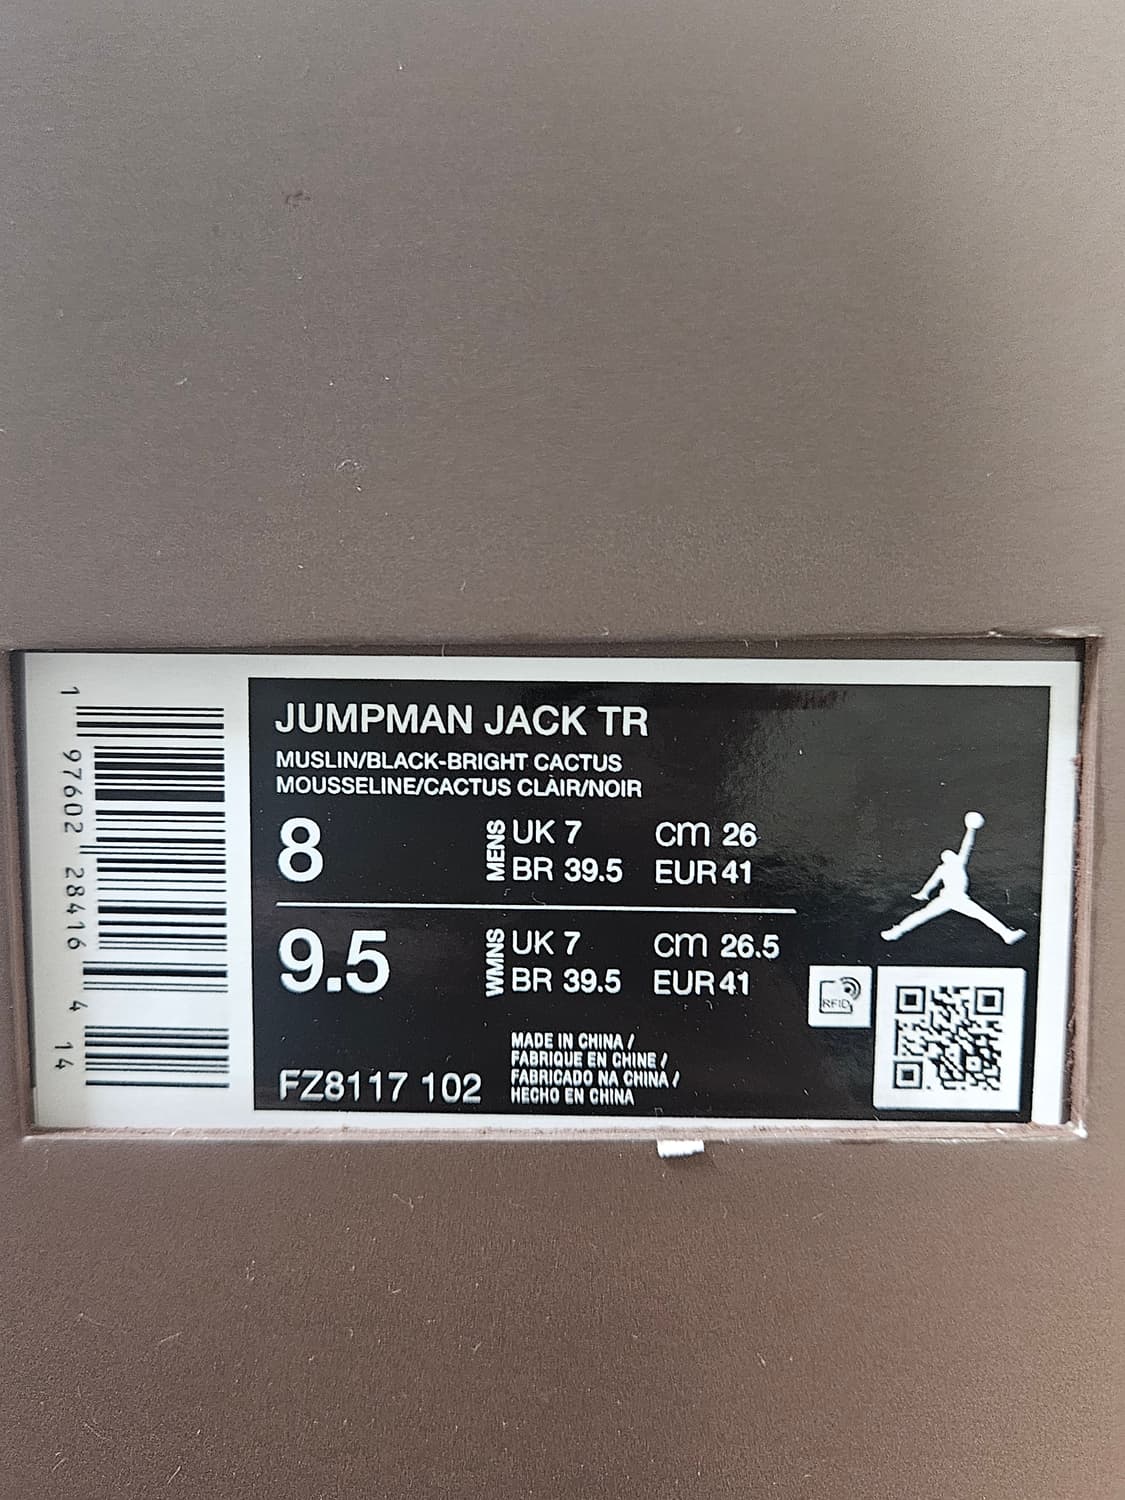 JUMPMAN JACK TR
MUSLIN/BLACK-BRIGHT CACTUS
MOUSSELINE/CACTUS CLAIR/NOIR
8 MENS UK 7 cm 26
BR 39.5 EUR 41
9.5 WMNS UK 7 cm 26.5
BR 39.5 EUR 41
RFID
MADE IN CHINA /
FABRIQUE EN CHINE /
FABRICADO NA CHINA /
HECHO EN CHINA
FZ8117 102
1 97602 28416 4 14